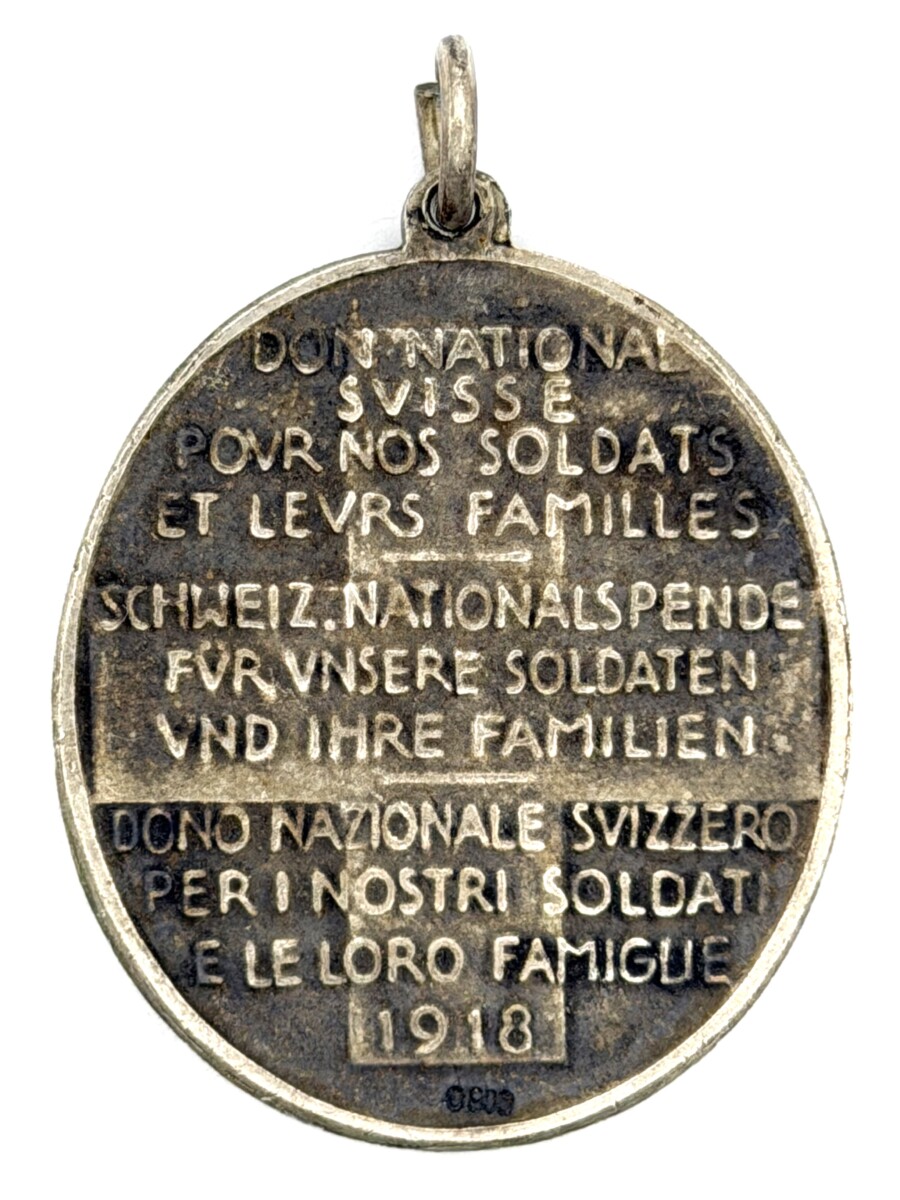 DON NATIONAL
SVISSE
POVR NOS SOLDATS
ET LEVRS FAMILLES
SCHWEIZ. NATIONALSPENDE
FÜR VNSERE SOLDATEN
VND IHRE FAMILIEN
DONO NAZIONALE SVIZZERO
PER I NOSTRI SOLDATI
E LE LORO FAMIGLIE
1918